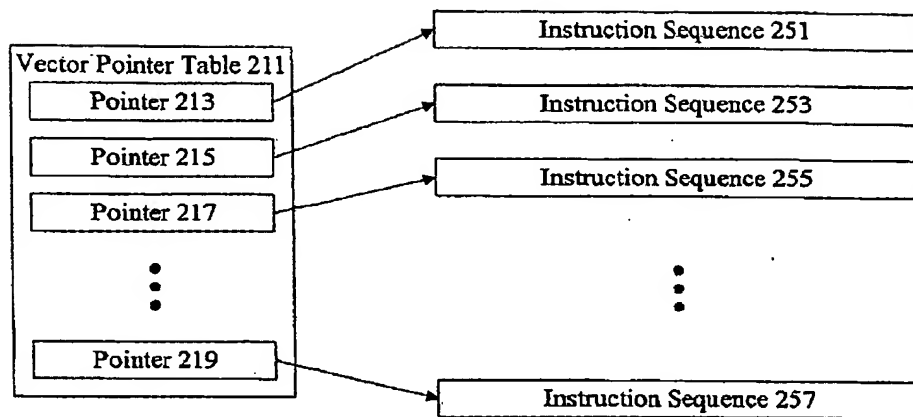 Vector Pointer Table 211
Pointer 213
Pointer 215
Pointer 217
Pointer 219
Instruction Sequence 251
Instruction Sequence 253
Instruction Sequence 255
Instruction Sequence 257